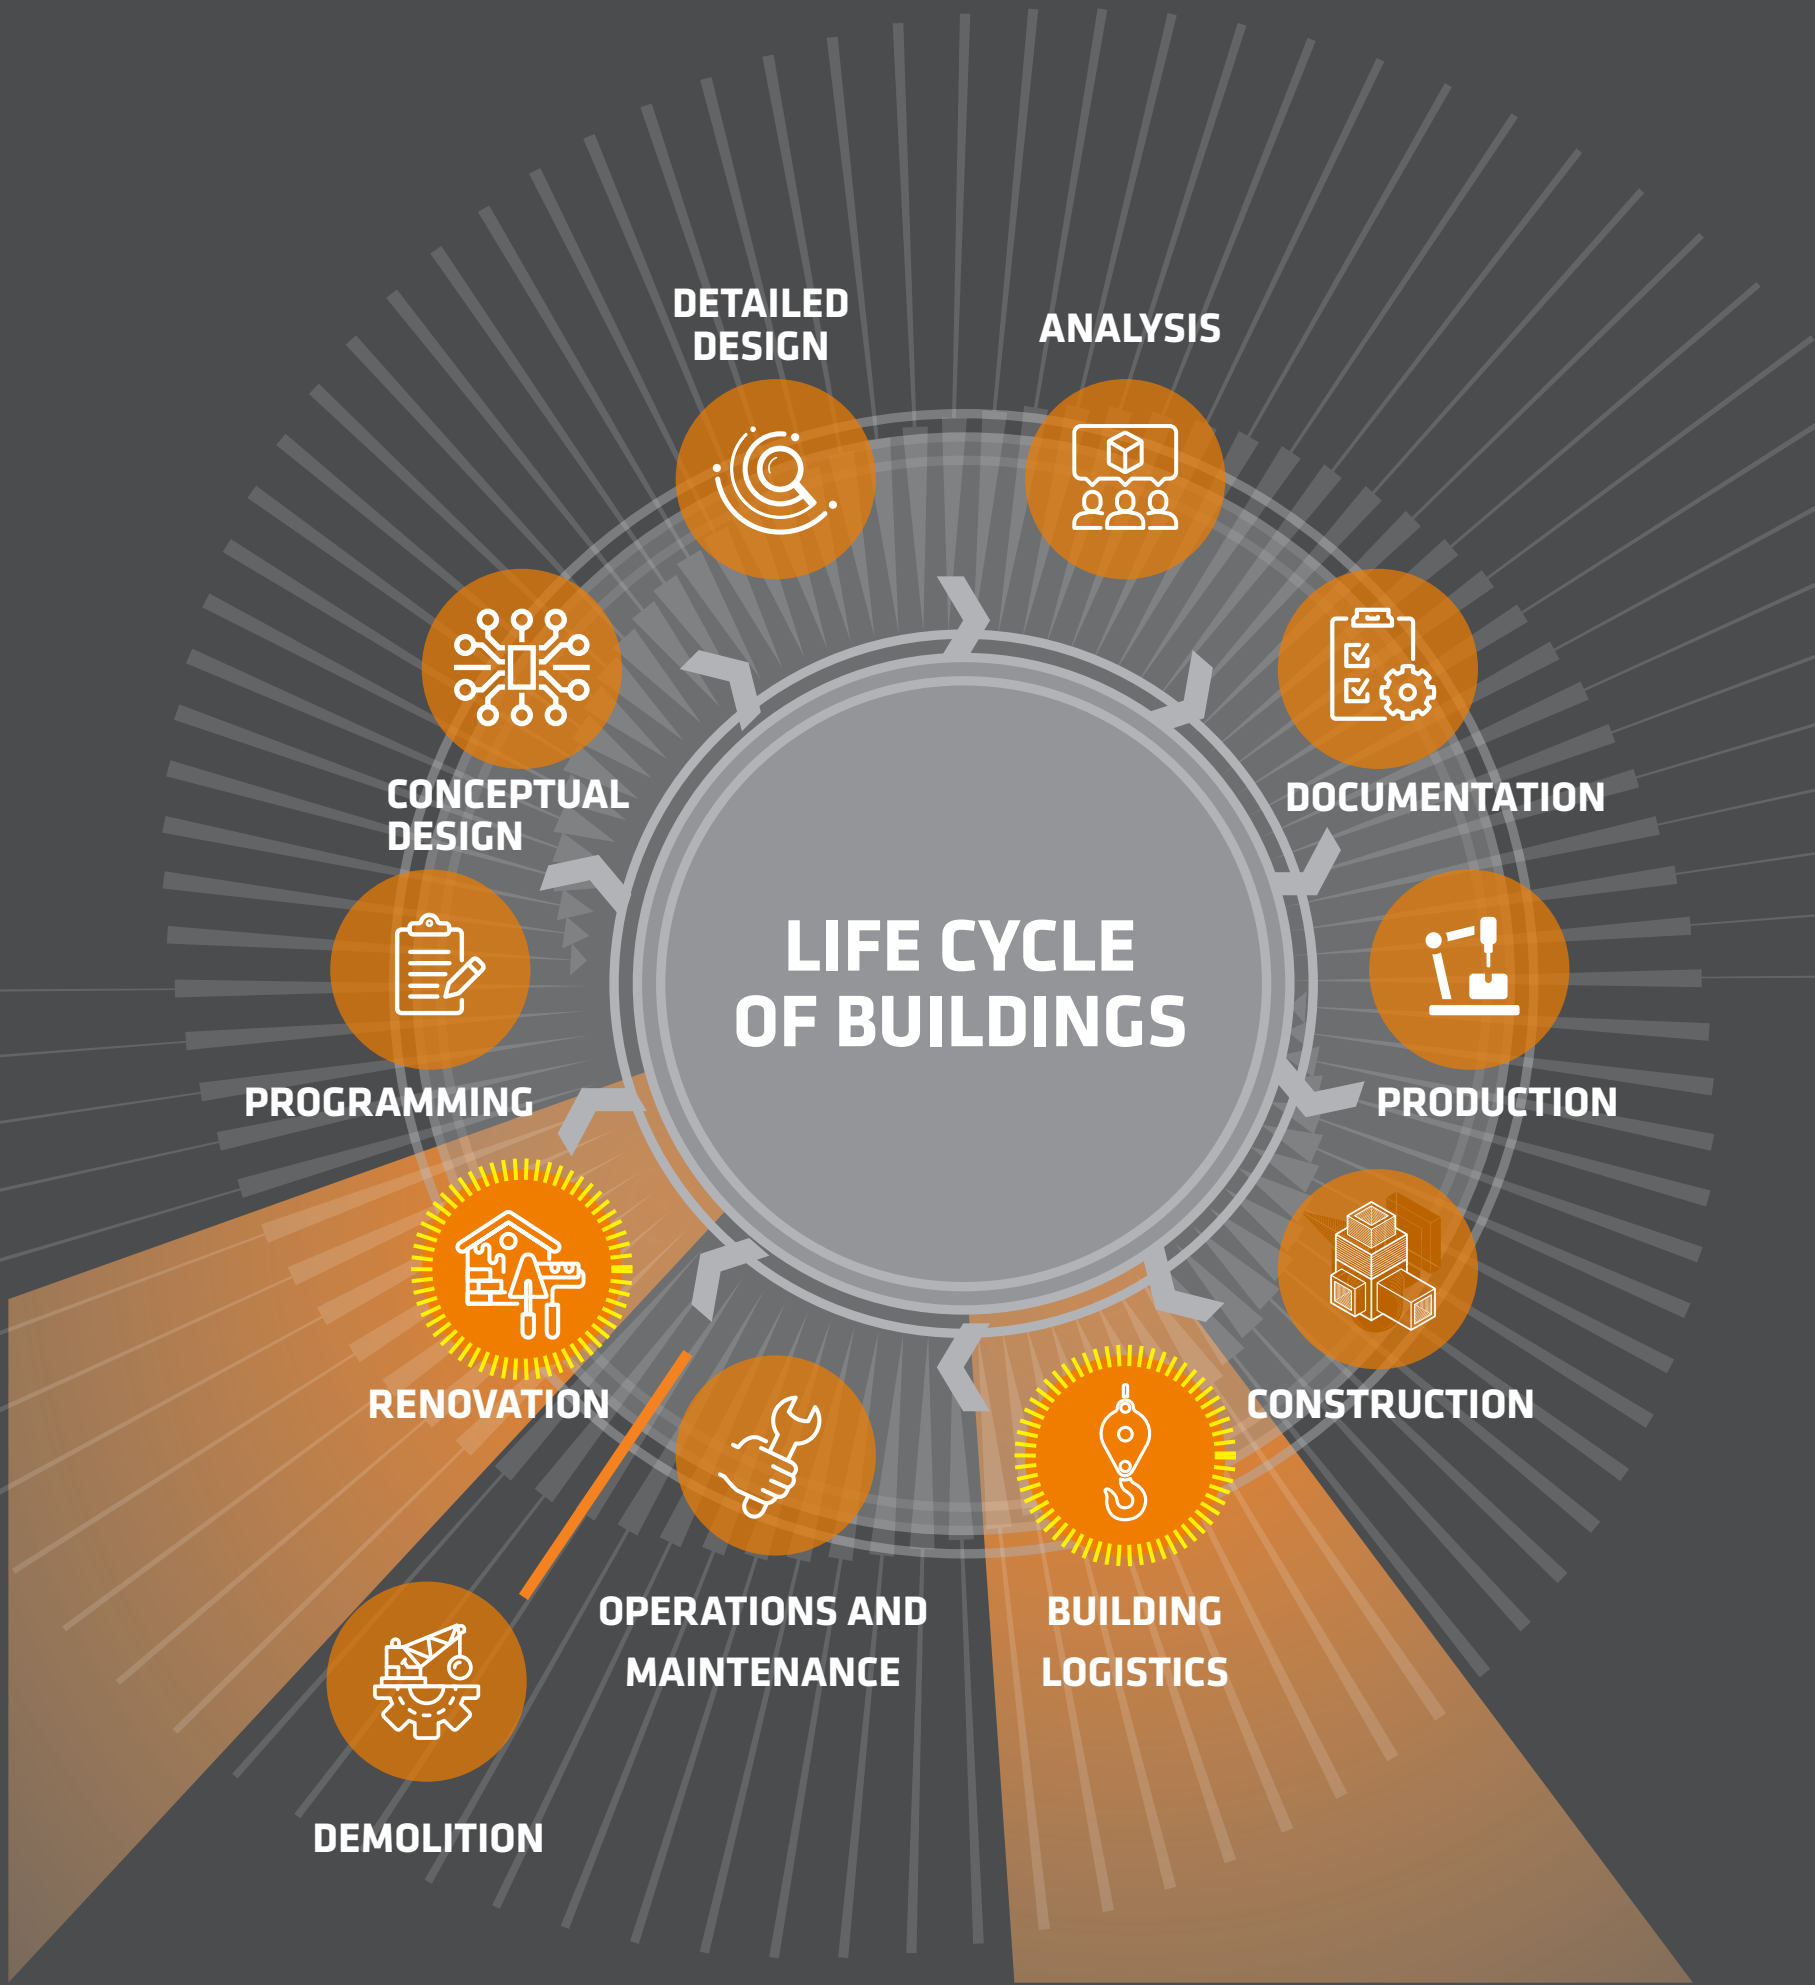 DETAILED
DESIGN
ANALYSIS
CONCEPTUAL
DESIGN
DOCUMENTATION
LIFE CYCLE
OF BUILDINGS
PROGRAMMING
PRODUCTION
RENOVATION
CONSTRUCTION
OPERATIONS AND
MAINTENANCE
BUILDING
LOGISTICS
DEMOLITION